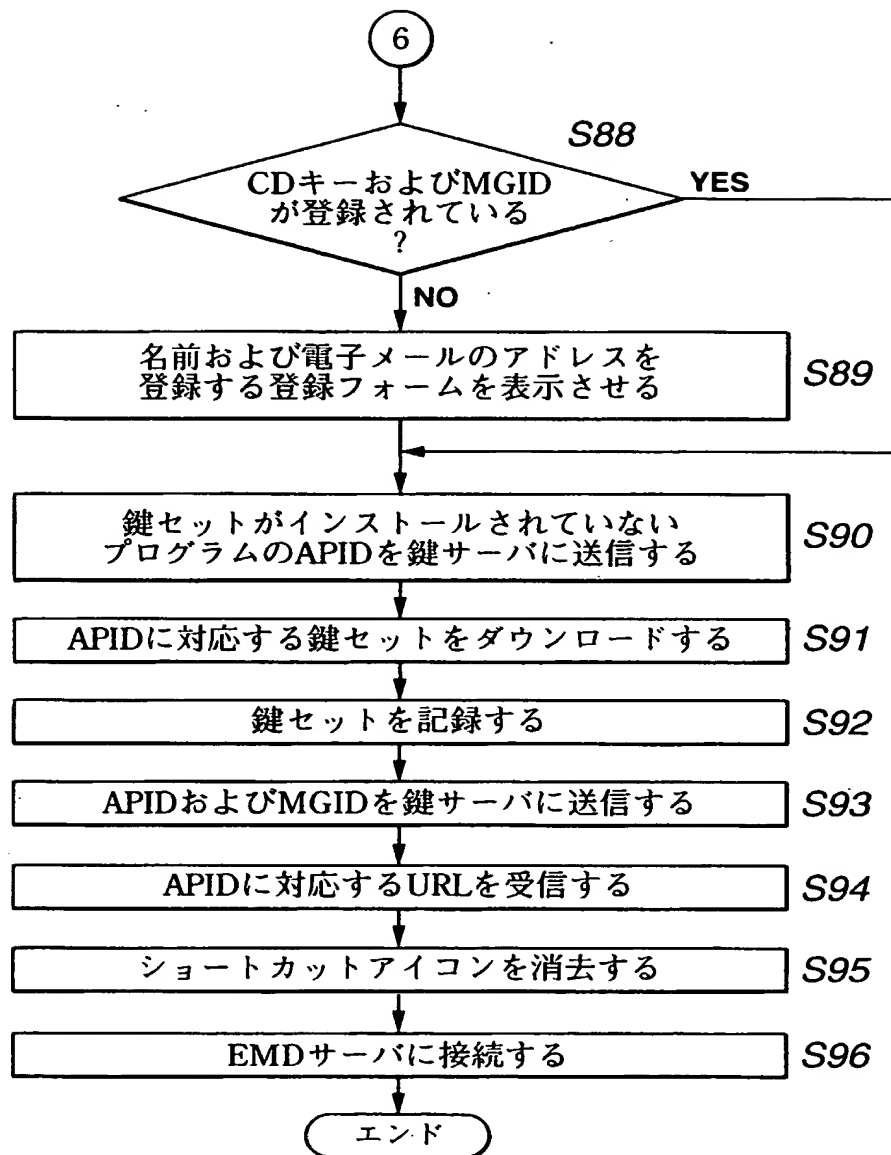 6
S88
CDキーおよびMGID
が登録されている
?
YES
NO
名前および電子メールのアドレスを
登録する登録フォームを表示させる
S89
鍵セットがインストールされていない
プログラムのAPIDを鍵サーバに送信する
S90
APIDに対応する鍵セットをダウンロードする
S91
鍵セットを記録する
S92
APIDおよびMGIDを鍵サーバに送信する
S93
APIDに対応するURLを受信する
S94
ショートカットアイコンを消去する
S95
EMDサーバに接続する
S96
エンド